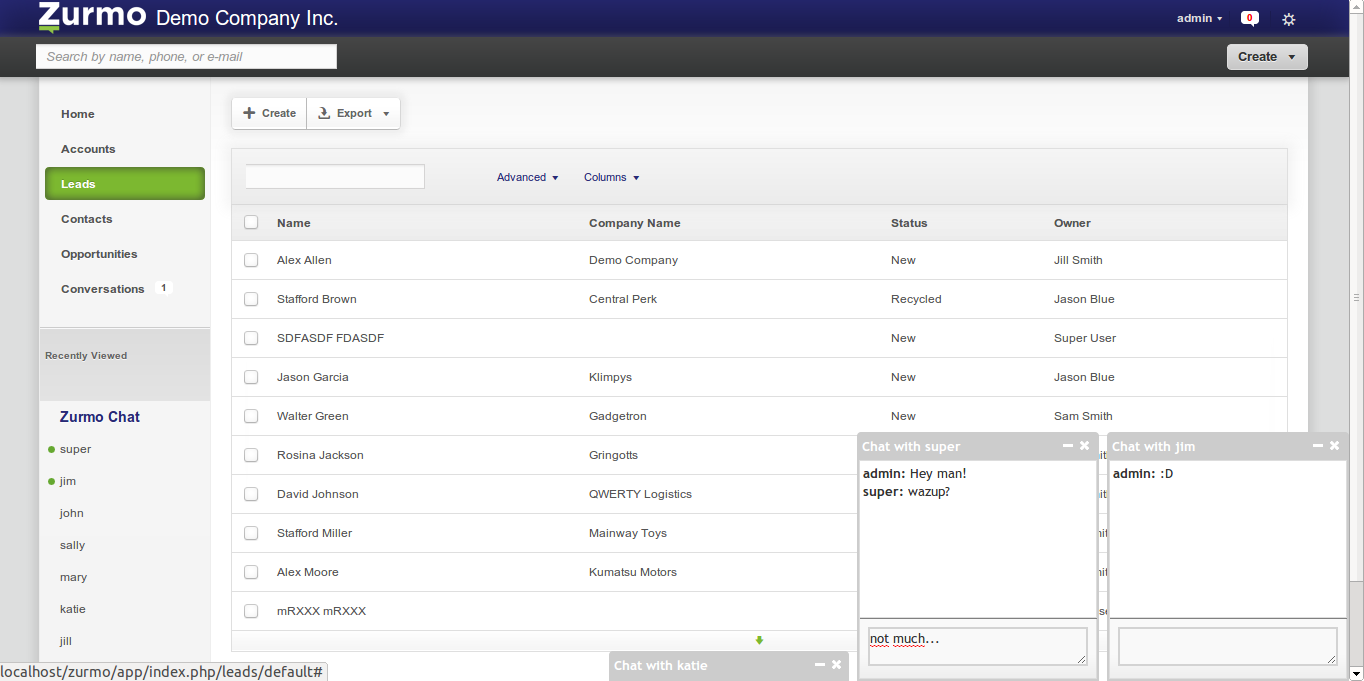 Zurmo Demo Company Inc.
admin
0
Search by name, phone, or e-mail
Create
Home
Accounts
Leads
Contacts
Opportunities
Conversations 1
Recently Viewed
Zurmo Chat
super
jim
john
sally
mary
katie
jill
Create Export
Advanced Columns
Name Company Name Status Owner
Alex Allen Demo Company New Jill Smith
Stafford Brown Central Perk Recycled Jason Blue
SDFASDF FDASDF New Super User
Jason Garcia Klimpys New Jason Blue
Walter Green Gadgetron New Sam Smith
Rosina Jackson Gringotts
David Johnson QWERTY Logistics
Stafford Miller Mainway Toys
Alex Moore Kumatsu Motors
mRXXX mRXXX
Chat with katie
Chat with super
admin: Hey man!
super: wazup?
not much...
Chat with jim
admin: :D
localhost/zurmo/app/index.php/leads/default#